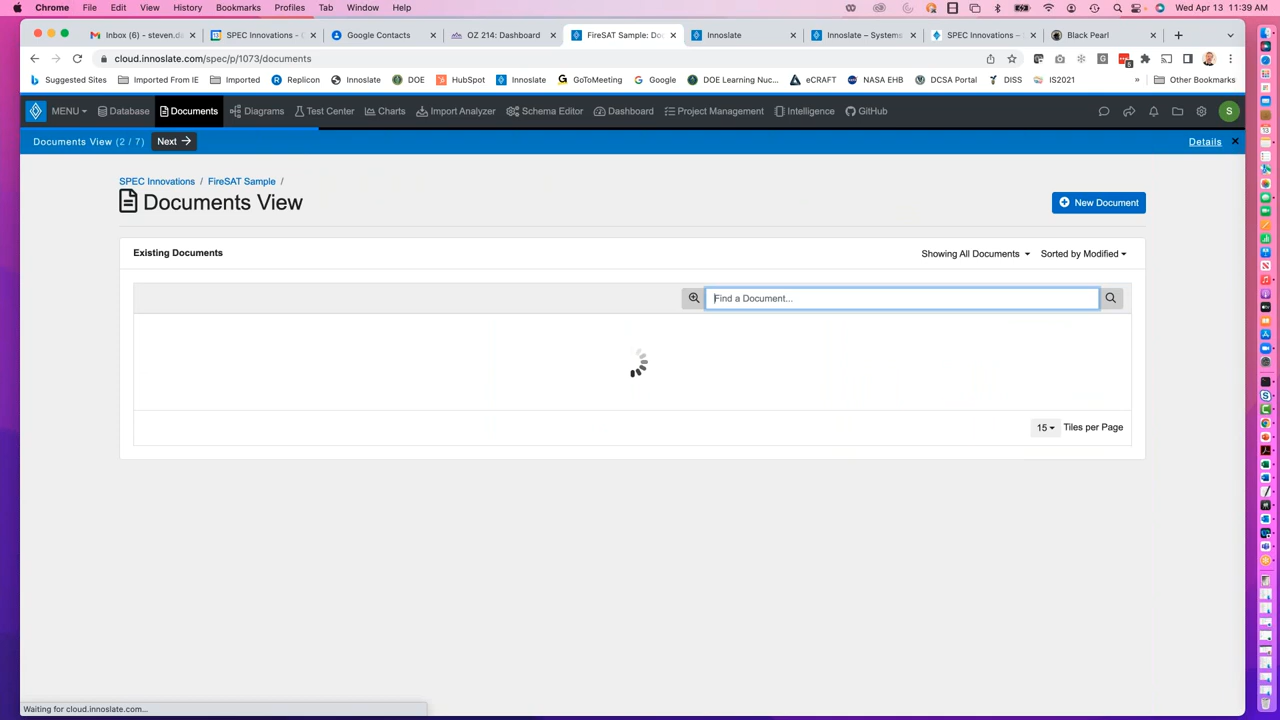 Chrome File Edit View History Bookmarks Profiles Tab Window Help Wed Apr 13 11:39 AM
Inbox (6) - steven.da SPEC Innovations - Google Contacts OZ 214: Dashboard FireSAT Sample: Do Innoslate Innoslate – Systems SPEC Innovations – Black Pearl
cloud.innoslate.com/spec/p/1073/documents
Suggested Sites Imported From IE Imported Replicon Innoslate DOE HubSpot Innoslate GoToMeeting Google DOE Learning Nuc... eCRAFT NASA EHB DCSA Portal DISS IS2021 » Other Bookmarks
MENU Database Documents Diagrams Test Center Charts Import Analyzer Schema Editor Dashboard Project Management Intelligence GitHub S
Documents View (2 / 7) Next → Details ×
SPEC Innovations / FireSAT Sample /
Documents View New Document
Existing Documents Showing All Documents Sorted by Modified
Find a Document...
15 Tiles per Page
Waiting for cloud.innoslate.com...